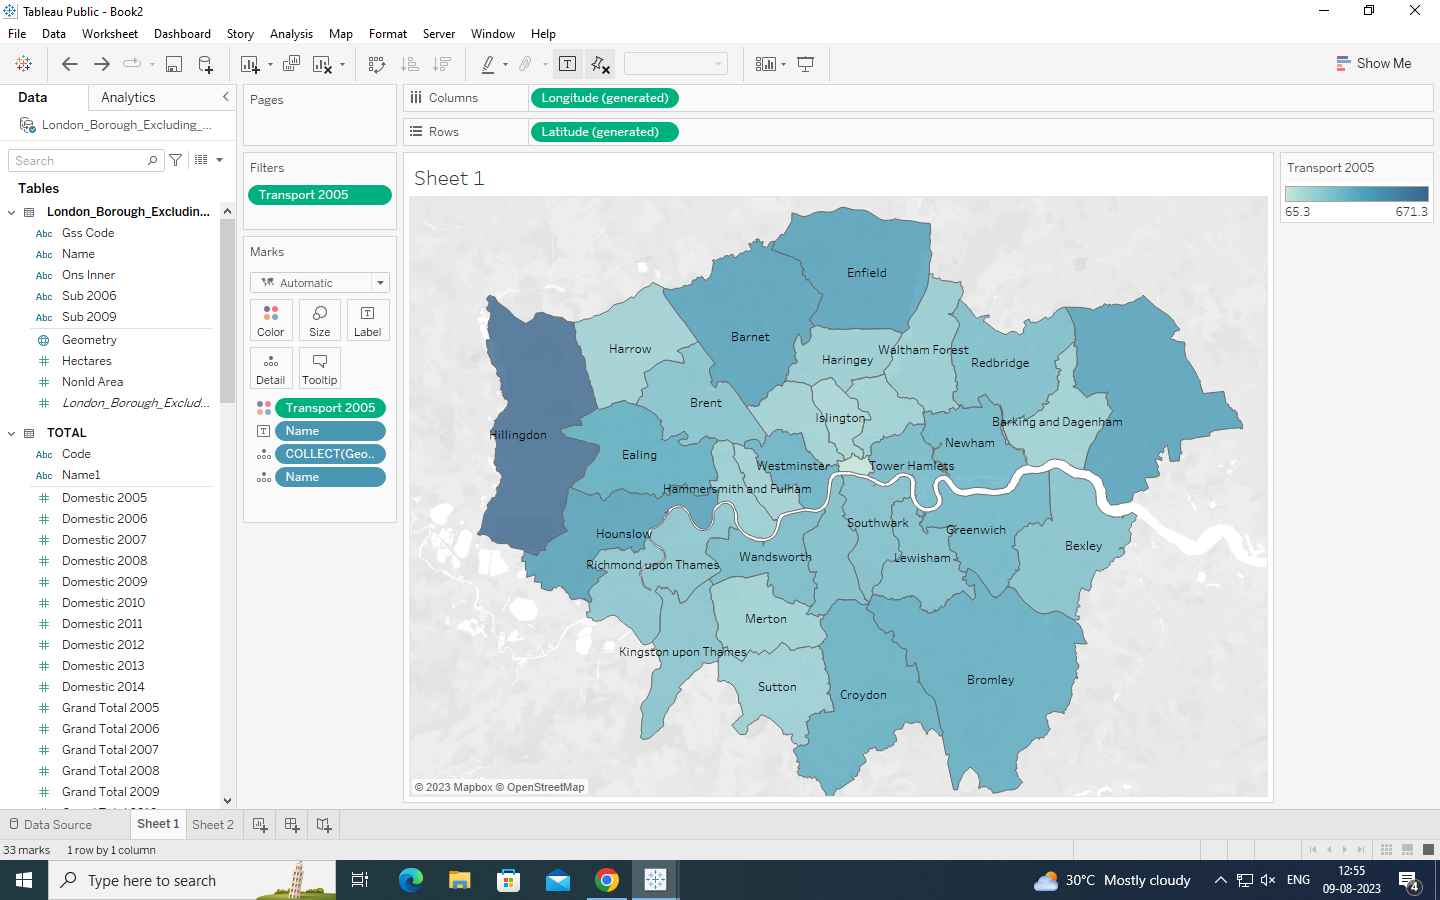 Tableau Public - Book2
File Data Worksheet Dashboard Story Analysis Map Format Server Window Help
Show Me
Data Analytics
London_Borough_Excluding_...
Search
Tables
London_Borough_Excludin...
Abc Gss Code
Abc Name
Abc Ons Inner
Abc Sub 2006
Abc Sub 2009
Geometry
Hectares
Nonld Area
London_Borough_Exclud...
TOTAL
Abc Code
Abc Name1
Domestic 2005
Domestic 2006
Domestic 2007
Domestic 2008
Domestic 2009
Domestic 2010
Domestic 2011
Domestic 2012
Domestic 2013
Domestic 2014
Grand Total 2005
Grand Total 2006
Grand Total 2007
Grand Total 2008
Grand Total 2009
Pages
Filters
Transport 2005
Marks
Automatic
Color Size Label
Detail Tooltip
Transport 2005
Name
COLLECT(Geo..
Name
Columns Longitude (generated)
Rows Latitude (generated)
Sheet 1
Enfield
Barnet
Harrow
Haringey
Waltham Forest
Redbridge
Brent
Islington
Barking and Dagenham
Hillingdon
Newham
Ealing
Westminster
Tower Hamlets
Hammersmith and Fulham
Southwark
Hounslow
Greenwich
Bexley
Wandsworth
Lewisham
Richmond upon Thames
Merton
Kingston upon Thames
Sutton
Croydon
Bromley
© 2023 Mapbox © OpenStreetMap
Transport 2005
65.3 671.3
Data Source Sheet 1 Sheet 2
33 marks 1 row by 1 column
Type here to search
30°C Mostly cloudy
ENG
12:55
09-08-2023
4